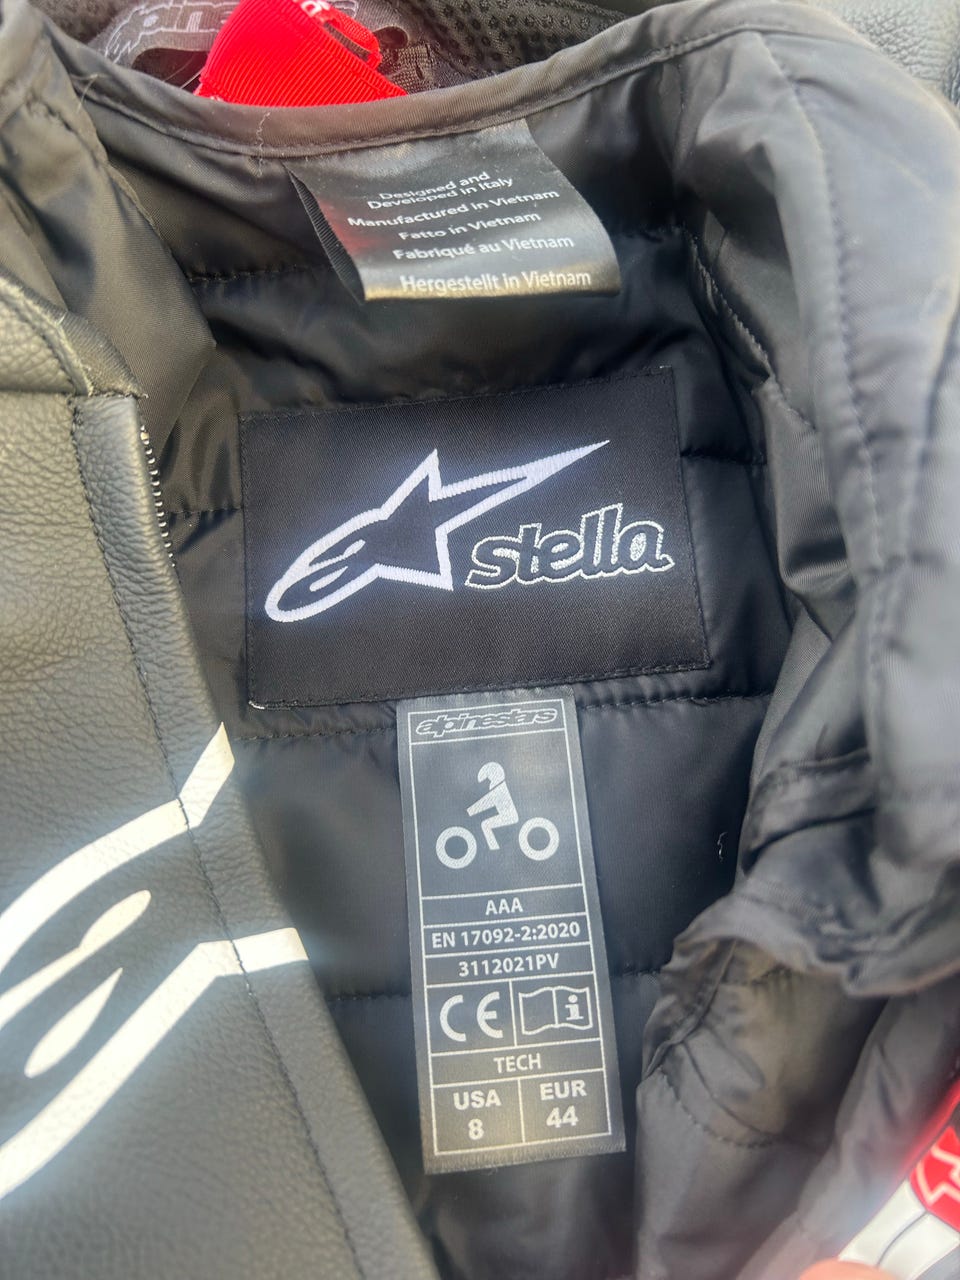 alpinestars
Designed and
Developed in Italy
Manufactured in Vietnam
Fatto in Vietnam
Fabriqué au Vietnam
Hergestellt in Vietnam
stella
alpinestars
AAA
EN 17092-2:2020
3112021PV
CE i
TECH
USA EUR
8 44